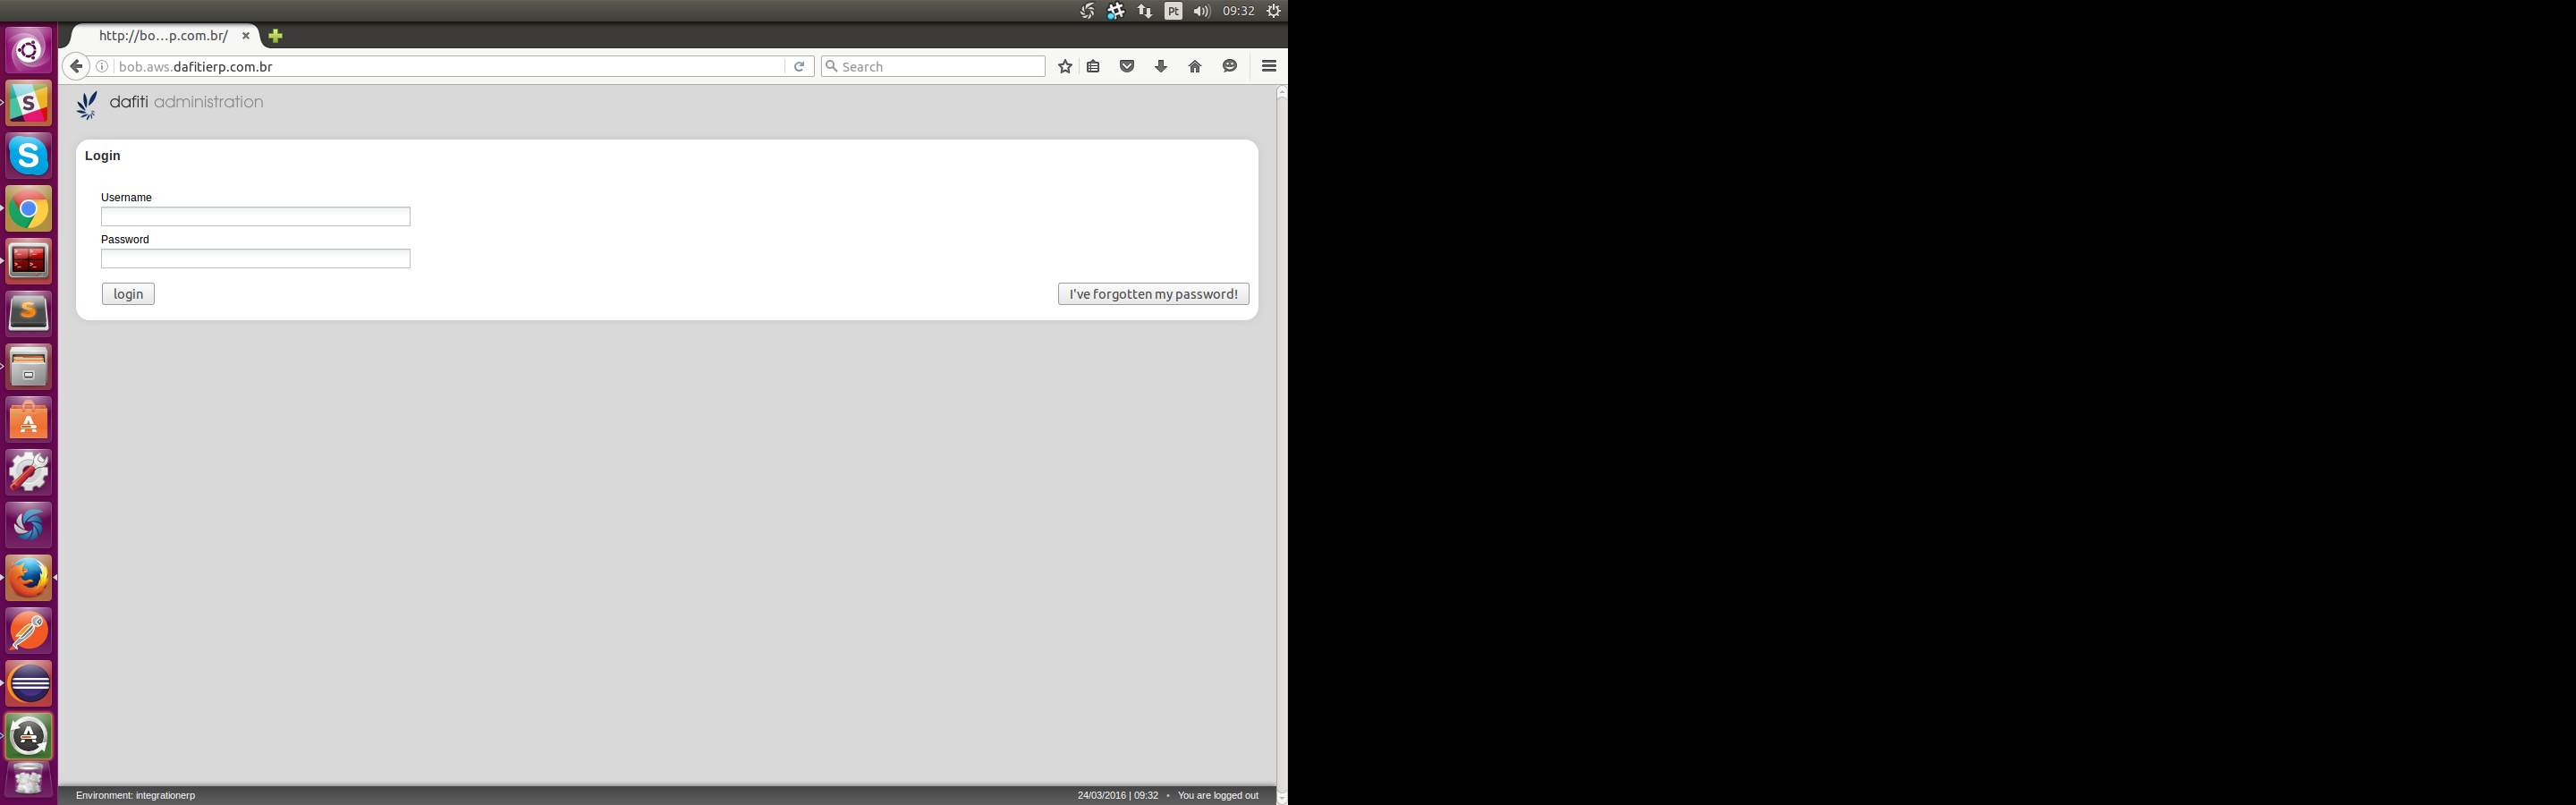 Pt
09:32
http://bo...p.com.br/
bob.aws.dafitierp.com.br
Search
dafiti administration
Login
Username
Password
login
I've forgotten my password!
Environment: integrationerp
24/03/2016 | 09:32 • You are logged out